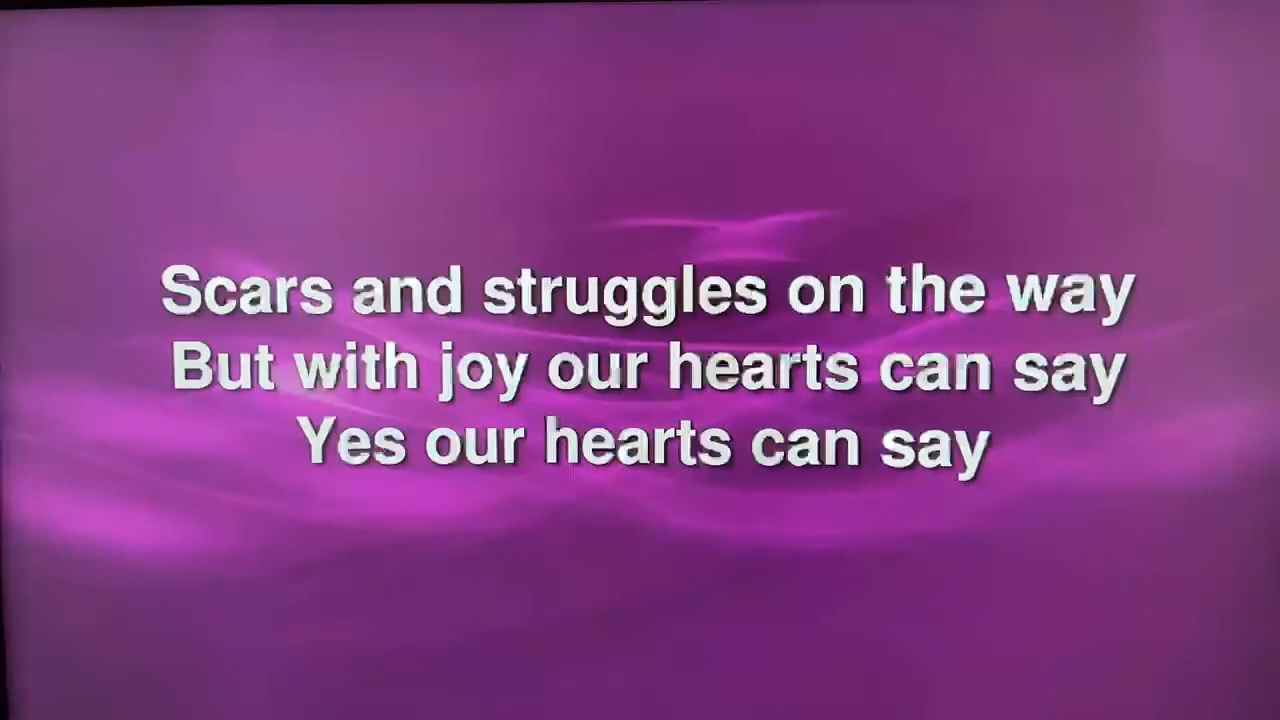 Scars and struggles on the way
But with joy our hearts can say
Yes our hearts can say